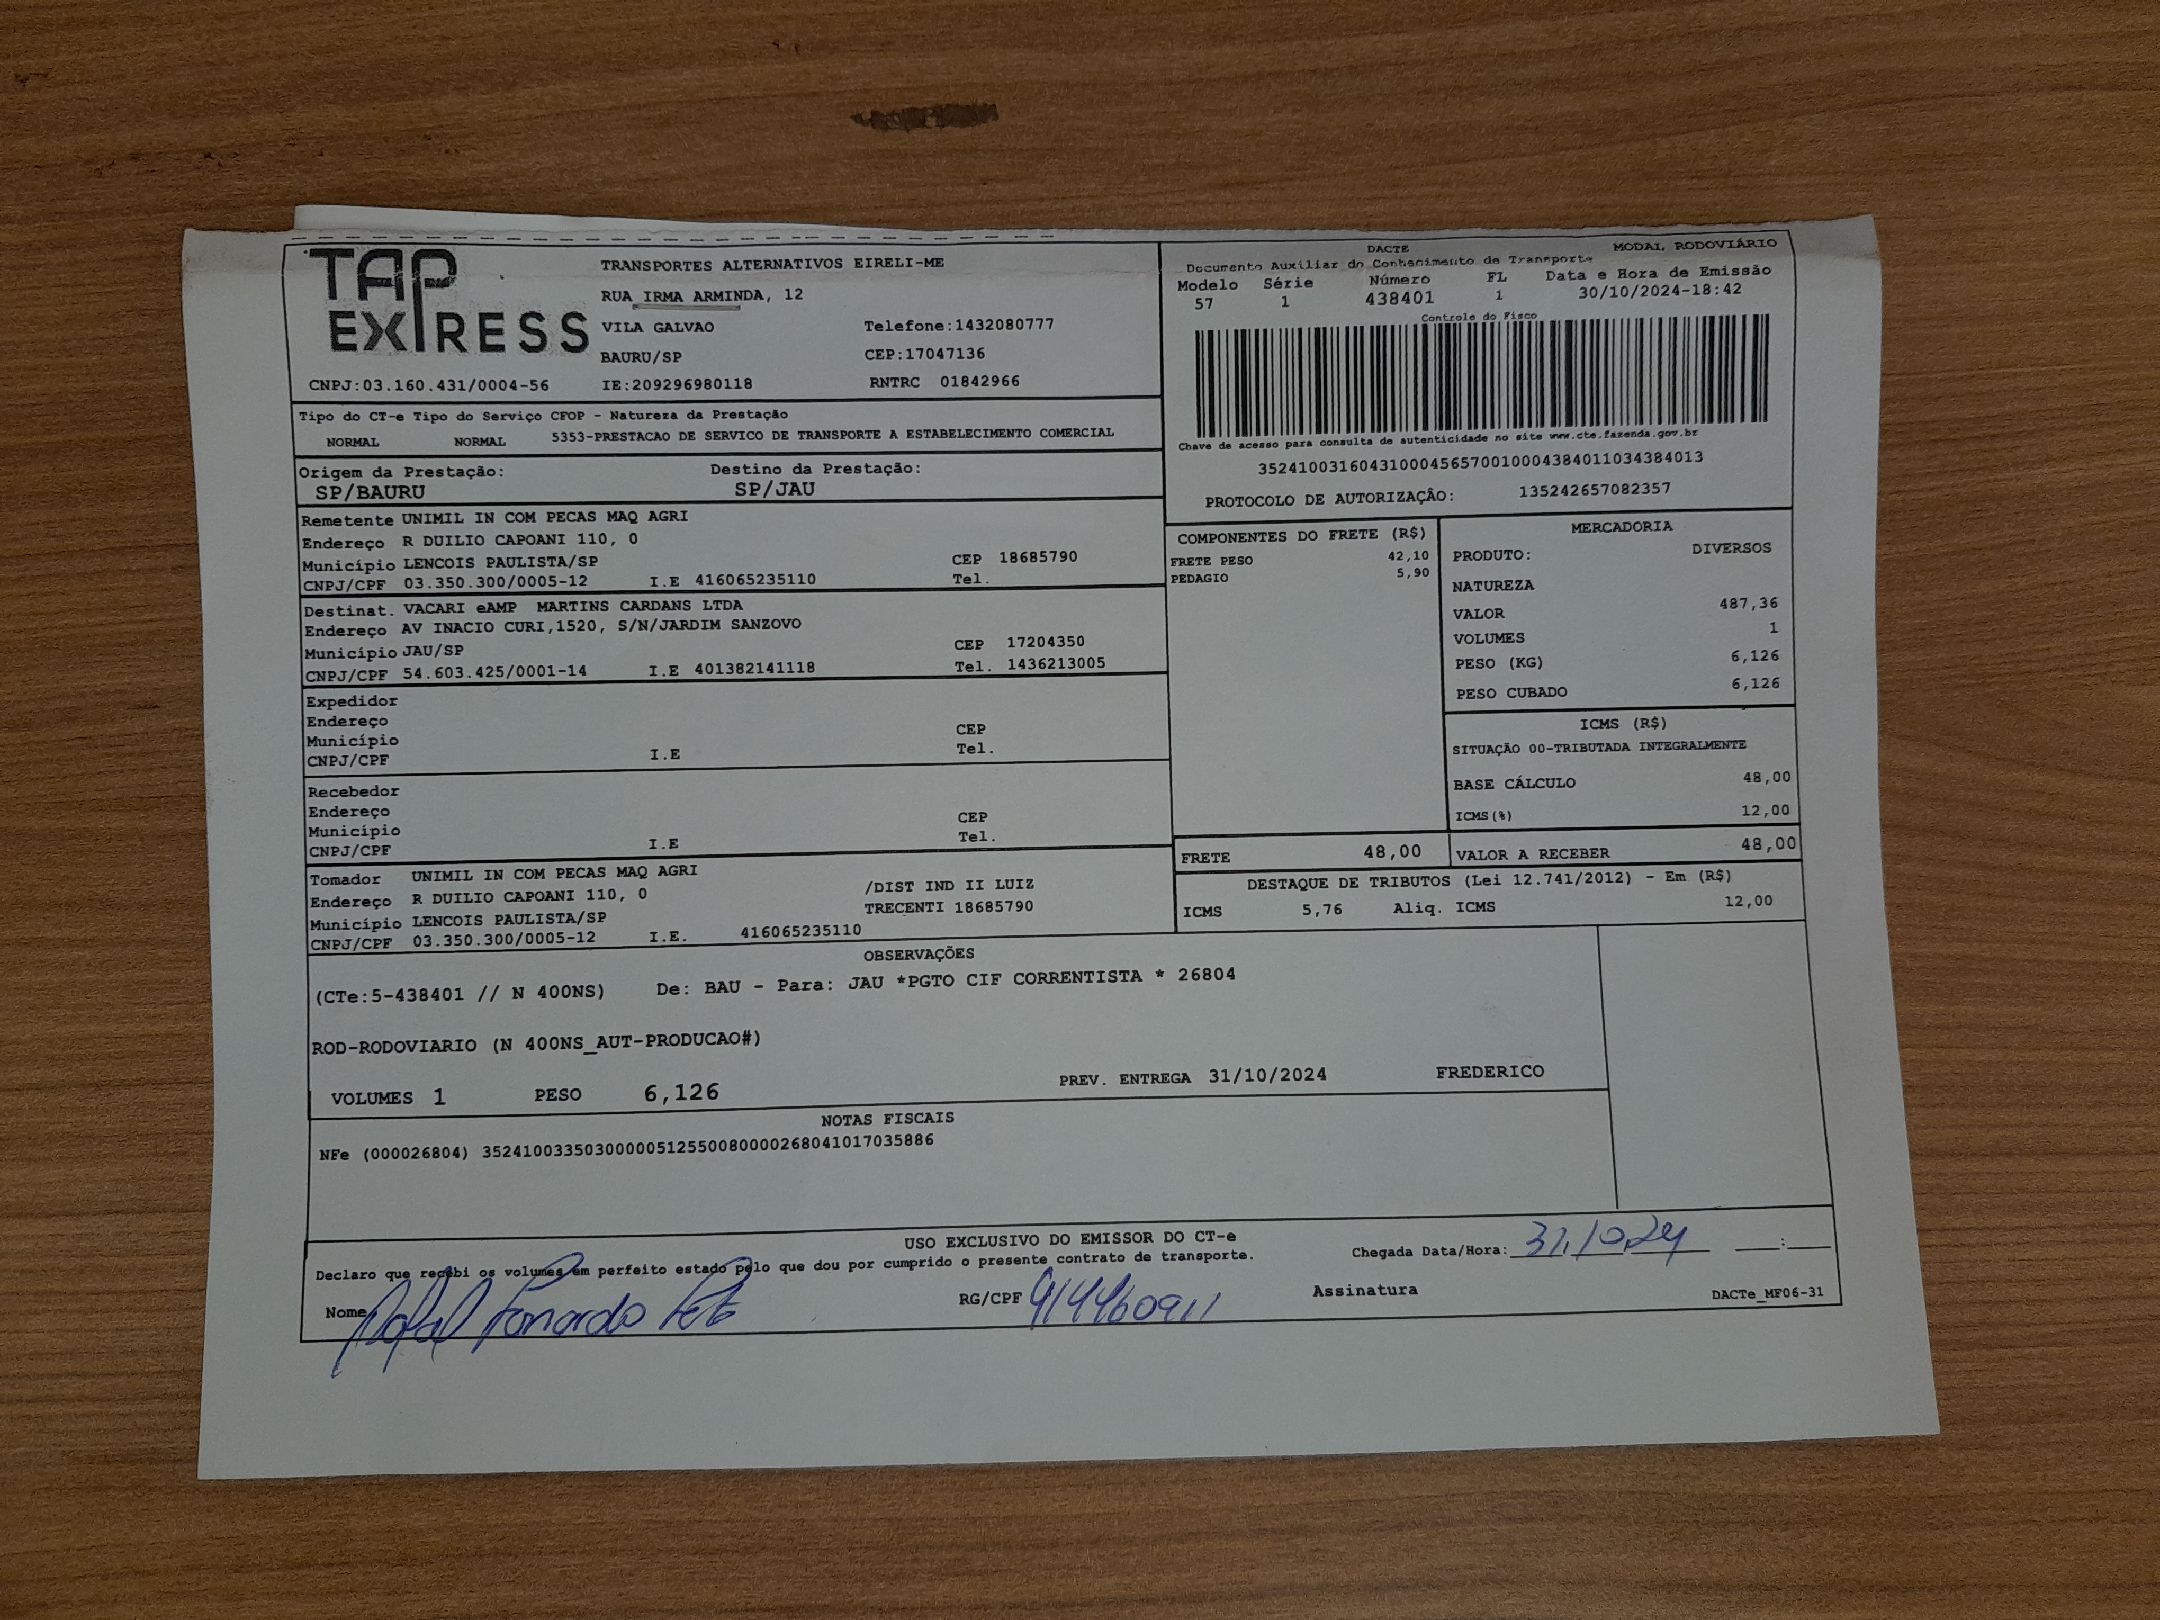 TAP EXPRESS
TRANSPORTES ALTERNATIVOS EIRELI-ME
RUA IRMA ARMINDA, 12
VILA GALVAO Telefone:1432080777
BAURU/SP CEP:17047136
CNPJ:03.160.431/0004-56 IE:209296980118 RNTRC 01842966
DACTE MODAL RODOVIÁRIO
Documento Auxiliar do Conhecimento de Transporte
Modelo Série Número FL Data e Hora de Emissão
57 1 438401 1 30/10/2024-18:42
Controle do Fisco
Chave de acesso para consulta de autenticidade no site www.cte.fazenda.gov.br
35241003160431000456570010004384011034384013
PROTOCOLO DE AUTORIZAÇÃO: 135242657082357
Tipo do CT-e Tipo do Serviço CFOP - Natureza da Prestação
NORMAL NORMAL 5353-PRESTACAO DE SERVICO DE TRANSPORTE A ESTABELECIMENTO COMERCIAL
Origem da Prestação: Destino da Prestação:
SP/BAURU SP/JAU
Remetente UNIMIL IN COM PECAS MAQ AGRI
Endereço R DUILIO CAPOANI 110, 0
Município LENCOIS PAULISTA/SP CEP 18685790
CNPJ/CPF 03.350.300/0005-12 I.E 416065235110 Tel.
Destinat. VACARI eAMP MARTINS CARDANS LTDA
Endereço AV INACIO CURI,1520, S/N/JARDIM SANZOVO
Município JAU/SP CEP 17204350
CNPJ/CPF 54.603.425/0001-14 I.E 401382141118 Tel. 1436213005
Expedidor
Endereço
Município CEP
CNPJ/CPF I.E Tel.
Recebedor
Endereço
Município CEP
CNPJ/CPF I.E Tel.
Tomador UNIMIL IN COM PECAS MAQ AGRI
Endereço R DUILIO CAPOANI 110, 0 /DIST IND II LUIZ
Município LENCOIS PAULISTA/SP TRECENTI 18685790
CNPJ/CPF 03.350.300/0005-12 I.E. 416065235110
COMPONENTES DO FRETE (R$)
FRETE PESO 42,10
PEDAGIO 5,90
MERCADORIA
PRODUTO: DIVERSOS
NATUREZA
VALOR 487,36
VOLUMES 1
PESO (KG) 6,126
PESO CUBADO 6,126
ICMS (R$)
SITUAÇÃO 00-TRIBUTADA INTEGRALMENTE
BASE CÁLCULO 48,00
ICMS(%) 12,00
FRETE 48,00 VALOR A RECEBER 48,00
DESTAQUE DE TRIBUTOS (Lei 12.741/2012) - Em (R$)
ICMS 5,76 Aliq. ICMS 12,00
OBSERVAÇÕES
(CTe:5-438401 // N 400NS) De: BAU - Para: JAU *PGTO CIF CORRENTISTA * 26804
ROD-RODOVIARIO (N 400NS_AUT-PRODUCAO#)
VOLUMES 1 PESO 6,126 PREV. ENTREGA 31/10/2024 FREDERICO
NOTAS FISCAIS
NFe (000026804) 35241003350300000512550080000268041017035886
USO EXCLUSIVO DO EMISSOR DO CT-e
Declaro que recebi os volumes em perfeito estado pelo que dou por cumprido o presente contrato de transporte. Chegada Data/Hora: 31.10.24 :
Nome RG/CPF 414460911 Assinatura DACTe_MF06-31